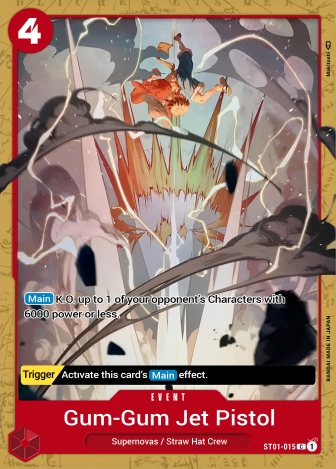 4
Makitoshi
Main K.O. up to 1 of your opponent's Characters with
6000 power or less.
Trigger Activate this card's Main effect.
BANDAI MADE IN JAPAN
EVENT
Gum-Gum Jet Pistol
Supernovas / Straw Hat Crew
ST01-015 C 1